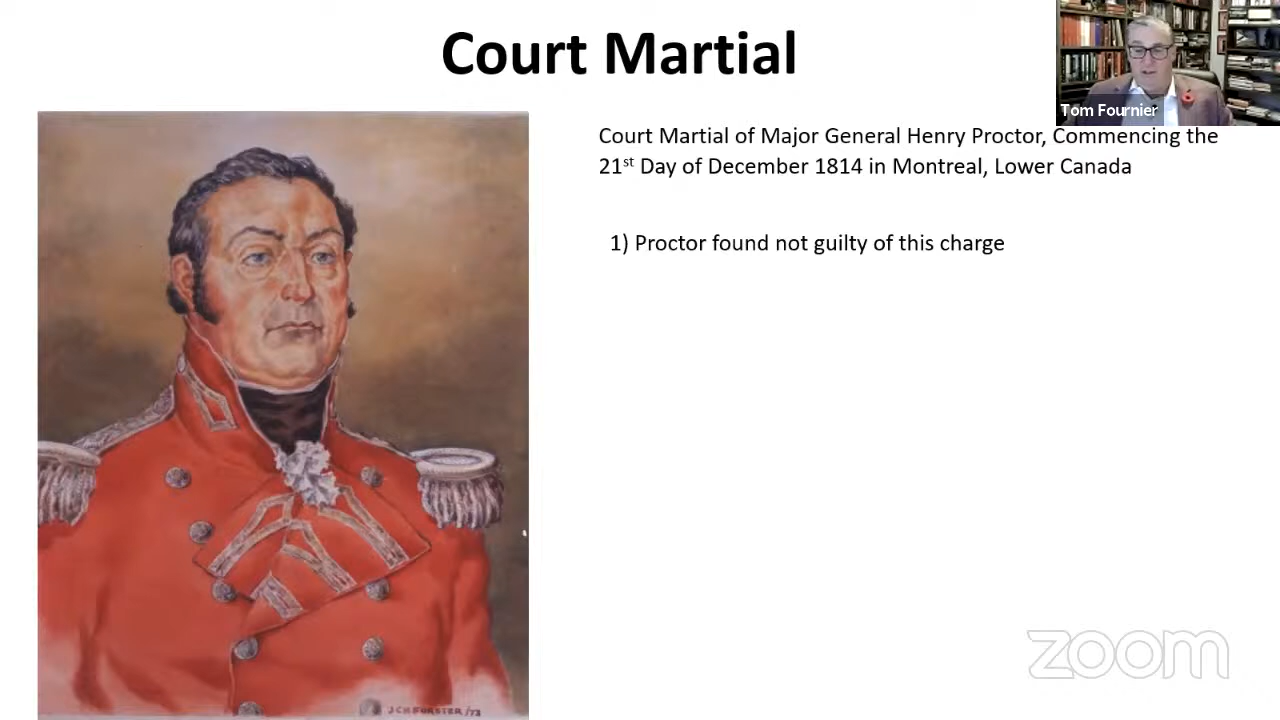 Court Martial
Tom Fournier
Court Martial of Major General Henry Proctor, Commencing the
21st Day of December 1814 in Montreal, Lower Canada
1) Proctor found not guilty of this charge
J.C.H.FORSTER/73
zoom